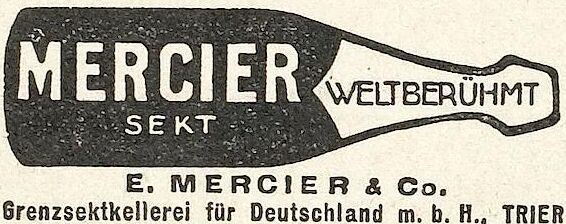 MERCIER
SEKT
WELTBERÜHMT
E. MERCIER & Co.
Grenzsektkellerei für Deutschland m. b. H., TRIER